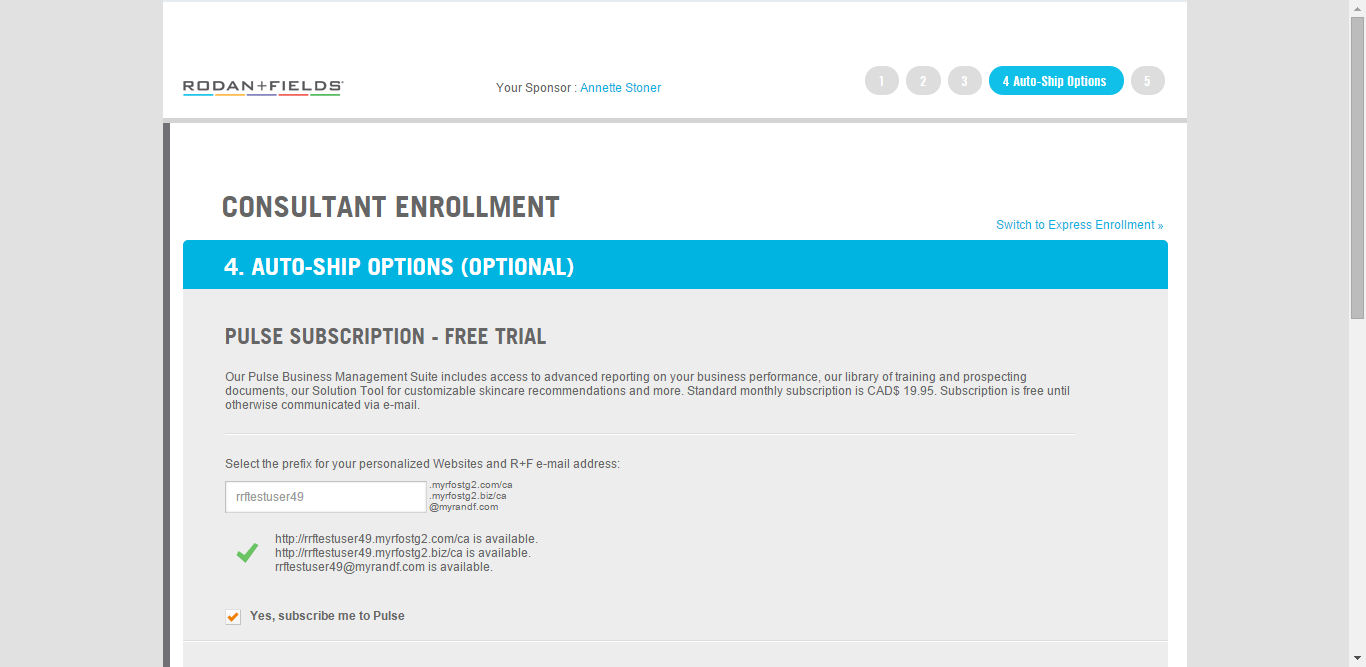 RODAN+FIELDS
Your Sponsor : Annette Stoner
1 2 3 4 Auto-Ship Options 5
CONSULTANT ENROLLMENT
Switch to Express Enrollment »
4. AUTO-SHIP OPTIONS (OPTIONAL)
PULSE SUBSCRIPTION - FREE TRIAL
Our Pulse Business Management Suite includes access to advanced reporting on your business performance, our library of training and prospecting
documents, our Solution Tool for customizable skincare recommendations and more. Standard monthly subscription is CAD$ 19.95. Subscription is free until
otherwise communicated via e-mail.
Select the prefix for your personalized Websites and R+F e-mail address:
rrftestuser49
.myrfostg2.com/ca
.myrfostg2.biz/ca
@myrandf.com
http://rrftestuser49.myrfostg2.com/ca is available.
http://rrftestuser49.myrfostg2.biz/ca is available.
rrftestuser49@myrandf.com is available.
Yes, subscribe me to Pulse